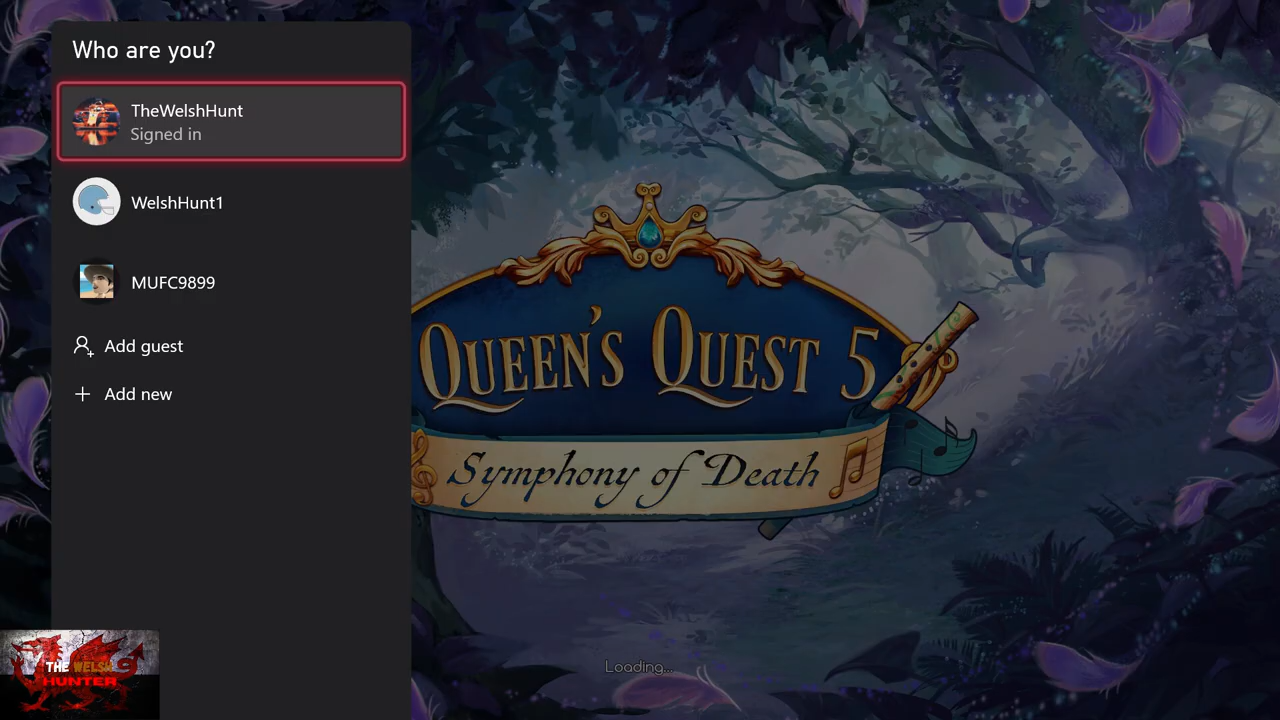 Who are you?
TheWelshHunt
Signed in
WelshHunt1
MUFC9899
Add guest
Add new
QUEEN'S QUEST 5
Symphony of Death
Loading...
THE WELSH
HUNTER